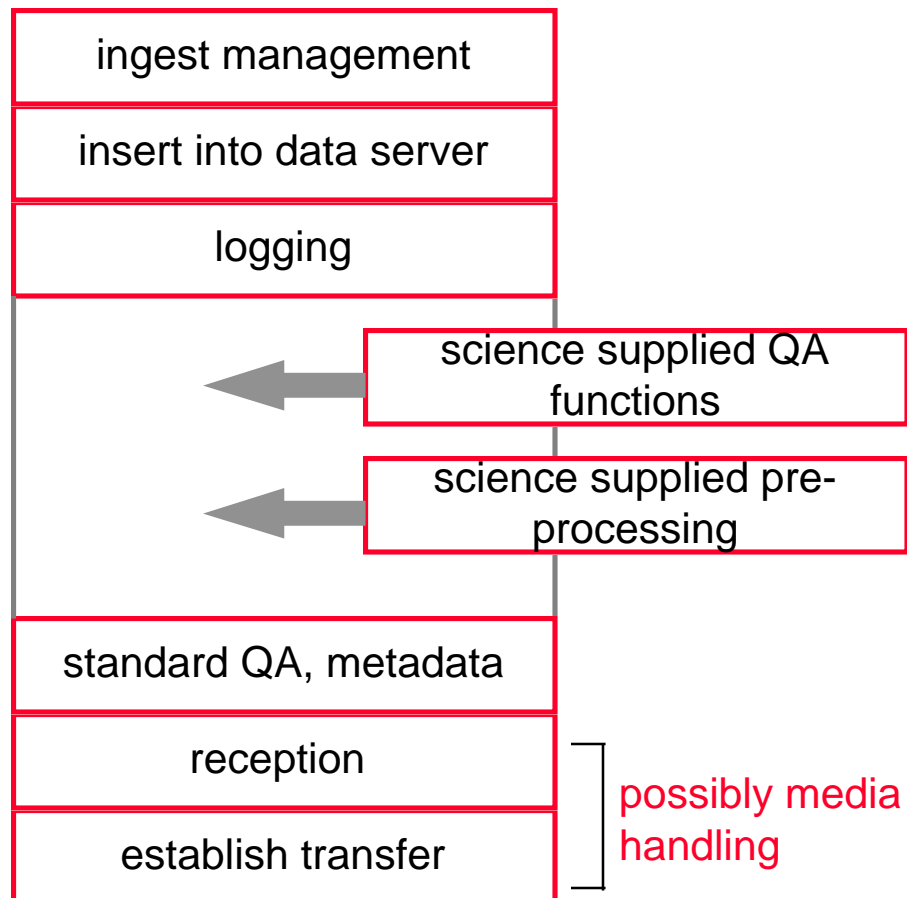 ingest management
insert into data server
logging
science supplied QA
functions
science supplied pre-
processing
standard QA, metadata
reception
possibly media
handling
establish transfer